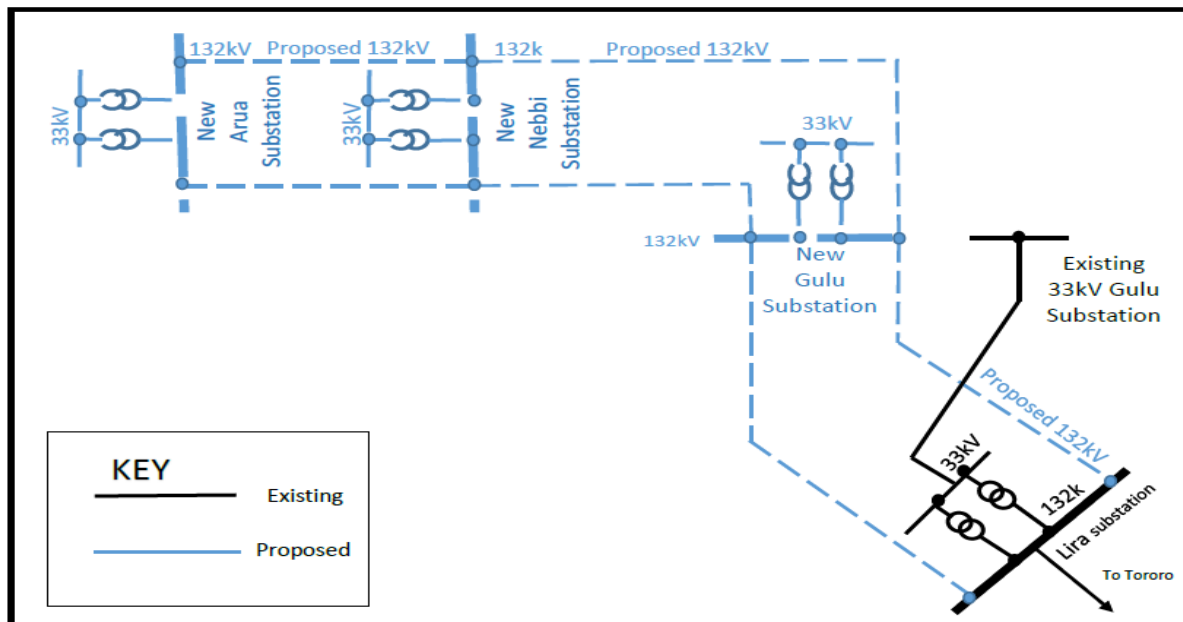 132kV
Proposed 132kV
132k
Proposed 132kV
33kV
New
Arua
Substation
33kV
New
Nebbi
Substation
33kV
132kV
New
Gulu
Substation
Existing
33kV Gulu
Substation
Proposed 132kV
33kV
132k
Lira substation
To Tororo
KEY
Existing
Proposed